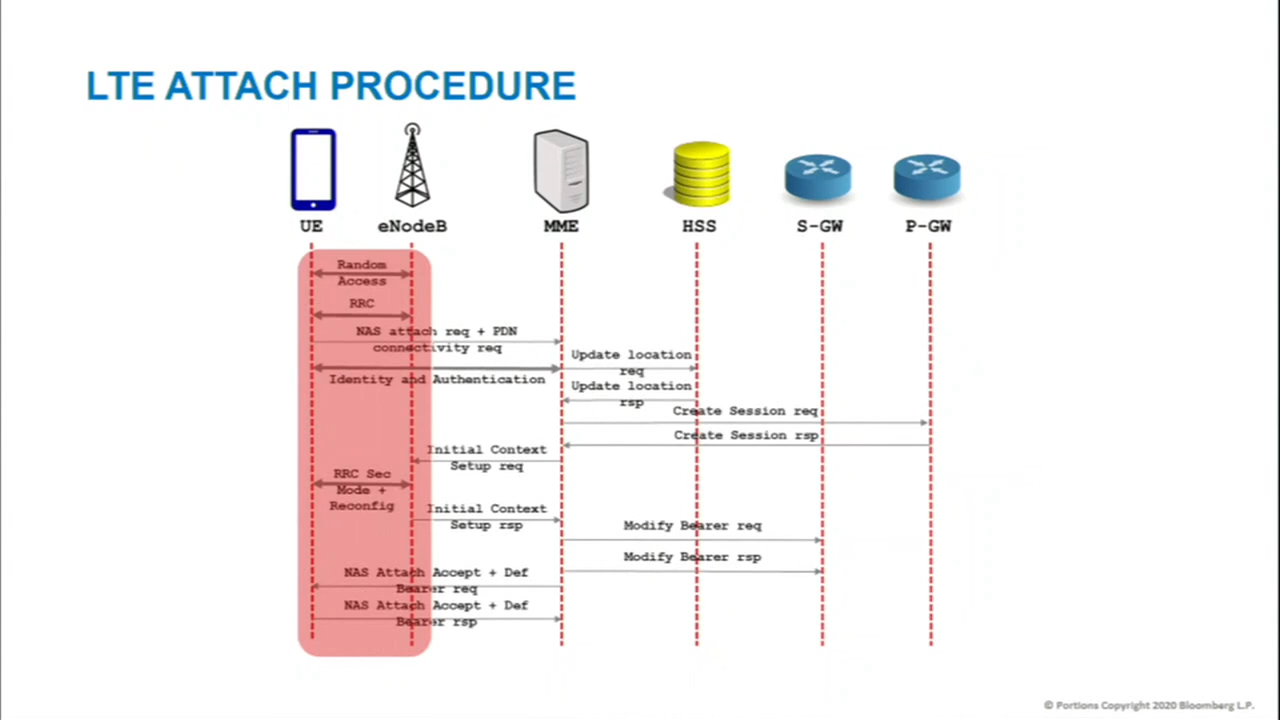 LTE ATTACH PROCEDURE
UE
eNodeB
MME
HSS
S-GW
P-GW
Random
Access
RRC
NAS attach req + PDN
connectivity req
Update location
req
Identity and Authentication
Update location
rsp
Create Session req
Create Session rsp
Initial Context
Setup req
RRC Sec
Mode +
Reconfig
Initial Context
Setup rsp
Modify Bearer req
Modify Bearer rsp
NAS Attach Accept + Def
Bearer req
NAS Attach Accept + Def
Bearer rsp
© Portions Copyright 2020 Bloomberg L.P.